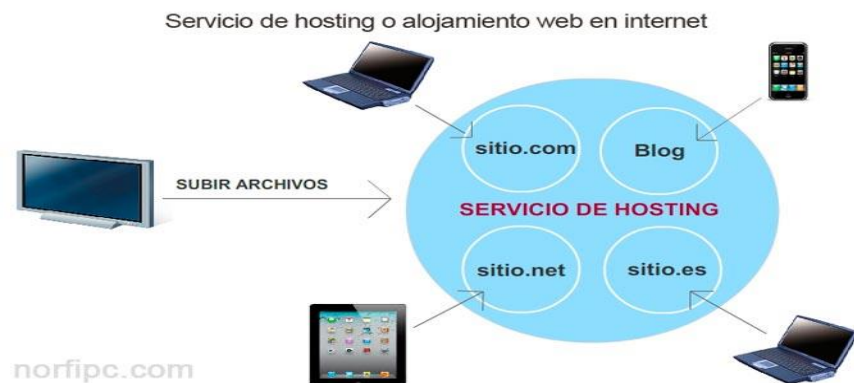 Servicio de hosting o alojamiento web en internet
sitio.com
Blog
SUBIR ARCHIVOS
SERVICIO DE HOSTING
sitio.net
sitio.es
norfipc.com